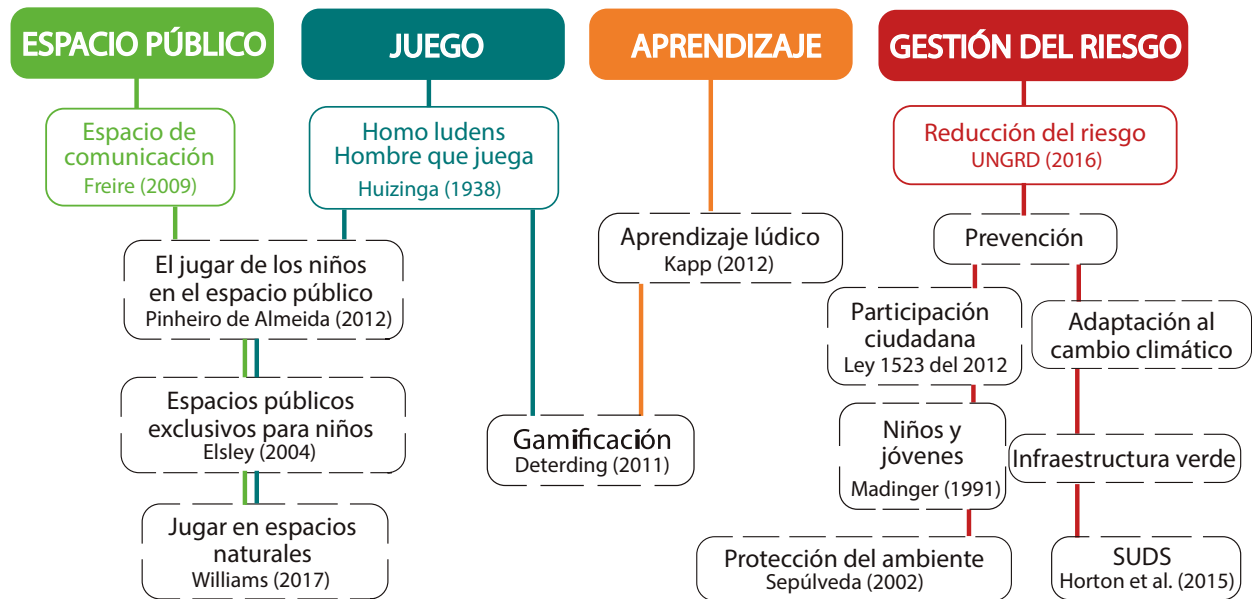 ESPACIO PÚBLICO
Espacio de
comunicación
Freire (2009)
JUEGO
Homo ludens
Hombre que juega
Huizinga (1938)
El jugar de los niños
en el espacio público
Pinheiro de Almeida (2012)
Espacios públicos
exclusivos para niños
Elsley (2004)
Jugar en espacios
naturales
Williams (2017)
APRENDIZAJE
Aprendizaje lúdico
Kapp (2012)
Gamificación
Deterding (2011)
GESTIÓN DEL RIESGO
Reducción del riesgo
UNGRD (2016)
Prevención
Participación
ciudadana
Ley 1523 del 2012
Niños y
jóvenes
Madinger (1991)
Protección del ambiente
Sepúlveda (2002)
Adaptación al
cambio climático
Infraestructura verde
SUDS
Horton et al. (2015)